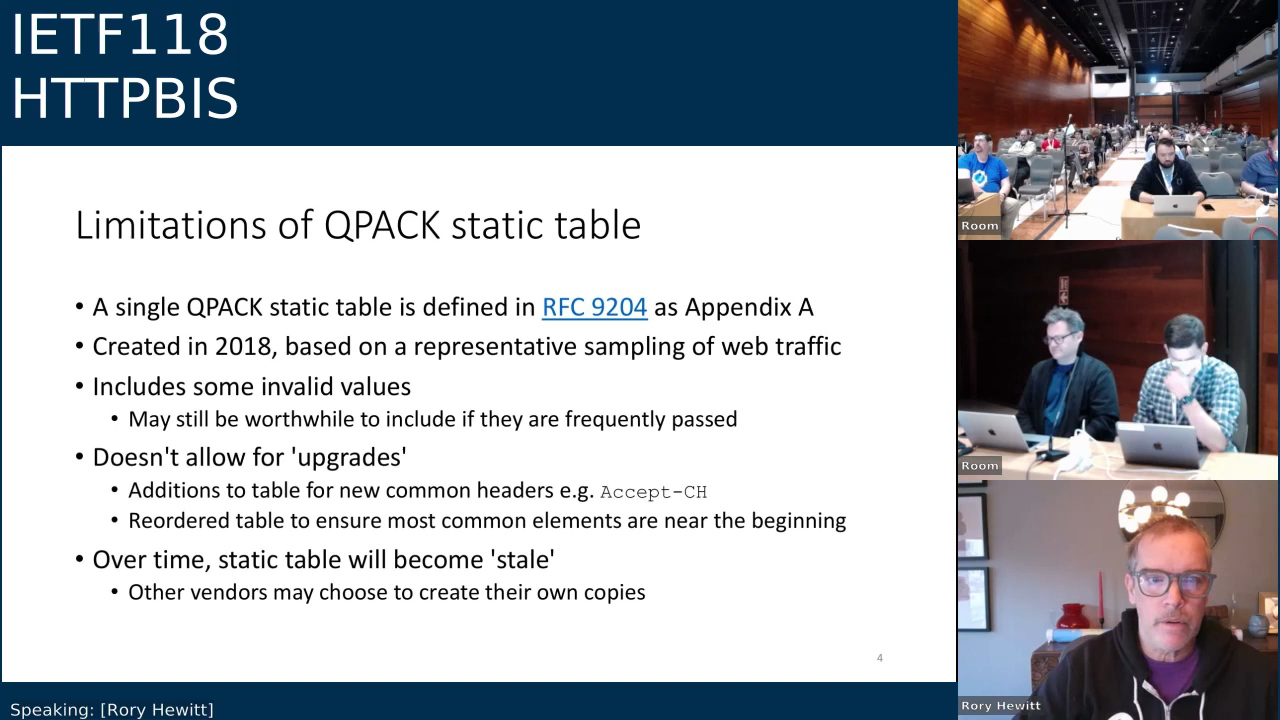 IETF118
HTTPBIS
Limitations of QPACK static table
• A single QPACK static table is defined in RFC 9204 as Appendix A
• Created in 2018, based on a representative sampling of web traffic
• Includes some invalid values
• May still be worthwhile to include if they are frequently passed
• Doesn't allow for 'upgrades'
• Additions to table for new common headers e.g. Accept-CH
• Reordered table to ensure most common elements are near the beginning
• Over time, static table will become 'stale'
• Other vendors may choose to create their own copies
4
Speaking: [Rory Hewitt]
Room
Room
Rory Hewitt